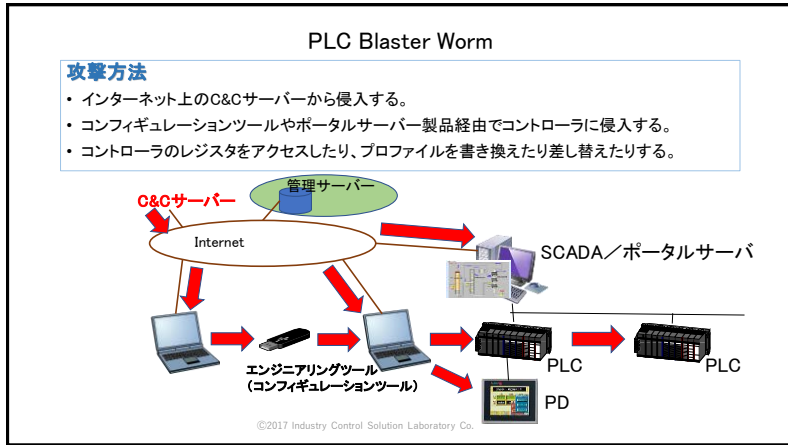 PLC Blaster Worm
攻撃方法
• インターネット上のC&Cサーバーから侵入する。
• コンフィギュレーションツールやポータルサーバー製品経由でコントローラに侵入する。
• コントローラのレジスタをアクセスしたり、プロファイルを書き換えたり差し替えたりする。
管理サーバー
C&Cサーバー
Internet
SCADA／ポータルサーバ
エンジニアリングツール
（コンフィギュレーションツール）
PLC
PLC
PD
©2017 Industry Control Solution Laboratory Co.